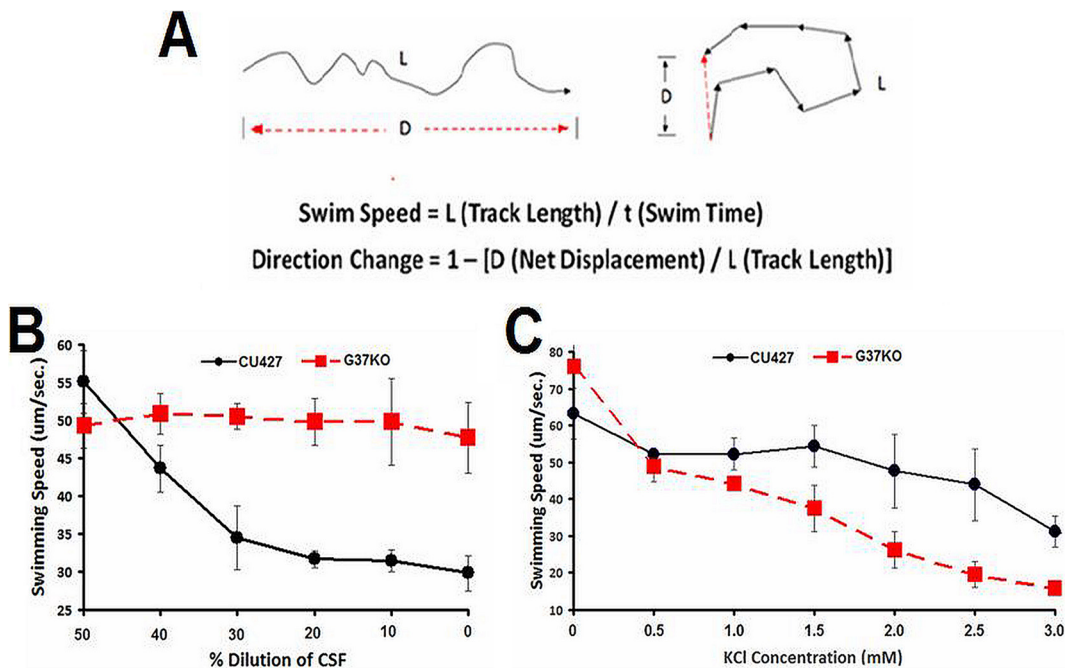 A
L
D
D
L
Swim Speed = L (Track Length) / t (Swim Time)
Direction Change = 1 – [D (Net Displacement) / L (Track Length)]
B
CU427
G37KO
Swimming Speed (um/sec.)
60
55
50
45
40
35
30
25
50 40 30 20 10 0
% Dilution of CSF
C
CU427
G37KO
Swimming Speed (um/sec.)
80
70
60
50
40
30
20
10
0 0.5 1.0 1.5 2.0 2.5 3.0
KCl Concentration (mM)